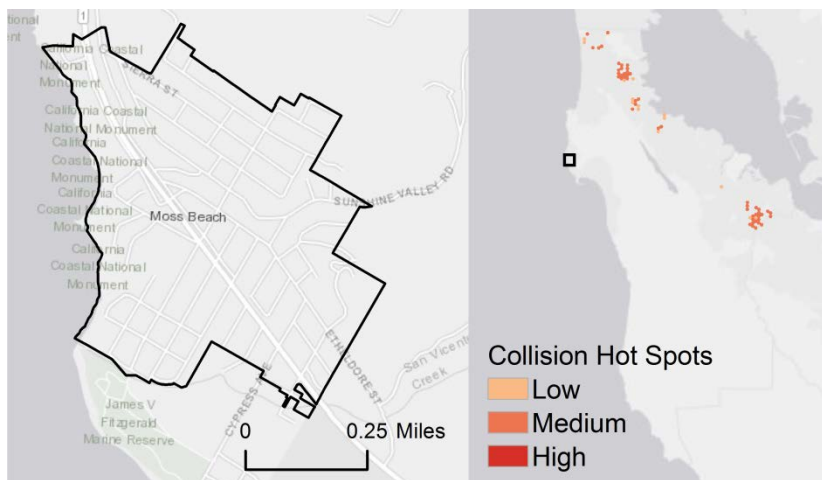 tional
ment
1
California Coastal
National
Monument
SIERRA ST
California Coastal
National Monument
California
Coastal National
Monument
California
Coastal National
Monument
California
Coastal National
Monument
Moss Beach
SUNSHINE VALLEY RD
ETHELDORE ST
San Vicente
Creek
CYPRESS AVE
James V
Fitzgerald
Marine Reserve
0 0.25 Miles
Collision Hot Spots
Low
Medium
High